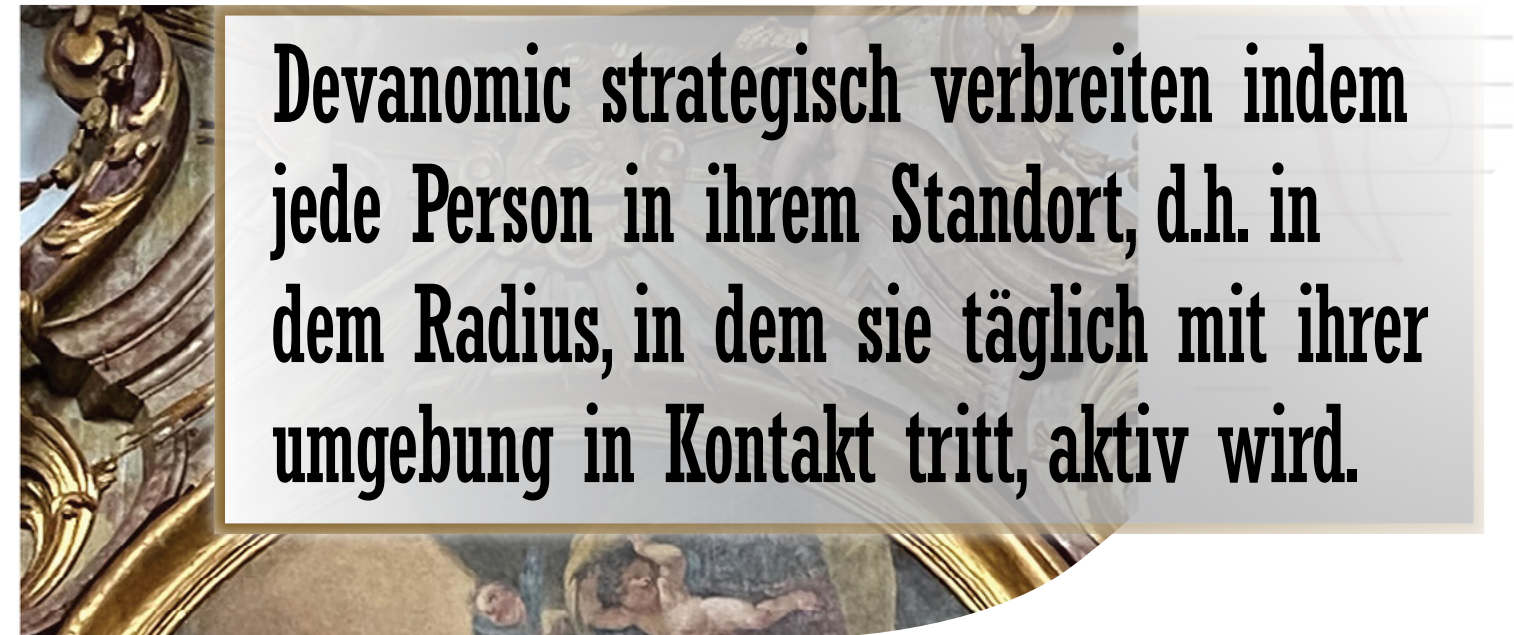 Devanomic strategisch verbreiten indem
jede Person in ihrem Standort, d.h. in
dem Radius, in dem sie täglich mit ihrer
umgebung in Kontakt tritt, aktiv wird.